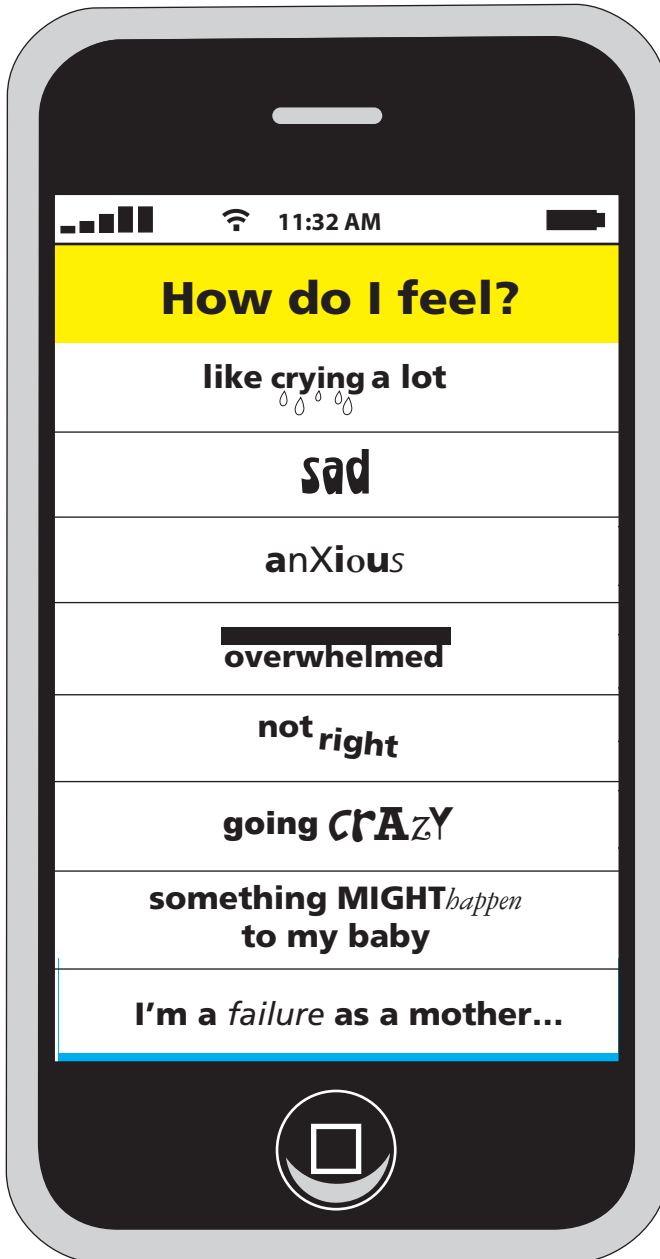 11:32 AM
How do I feel?
like crying a lot
sad
anXious
overwhelmed
not right
going CrAzY
something MIGHT happen
to my baby
I'm a failure as a mother...